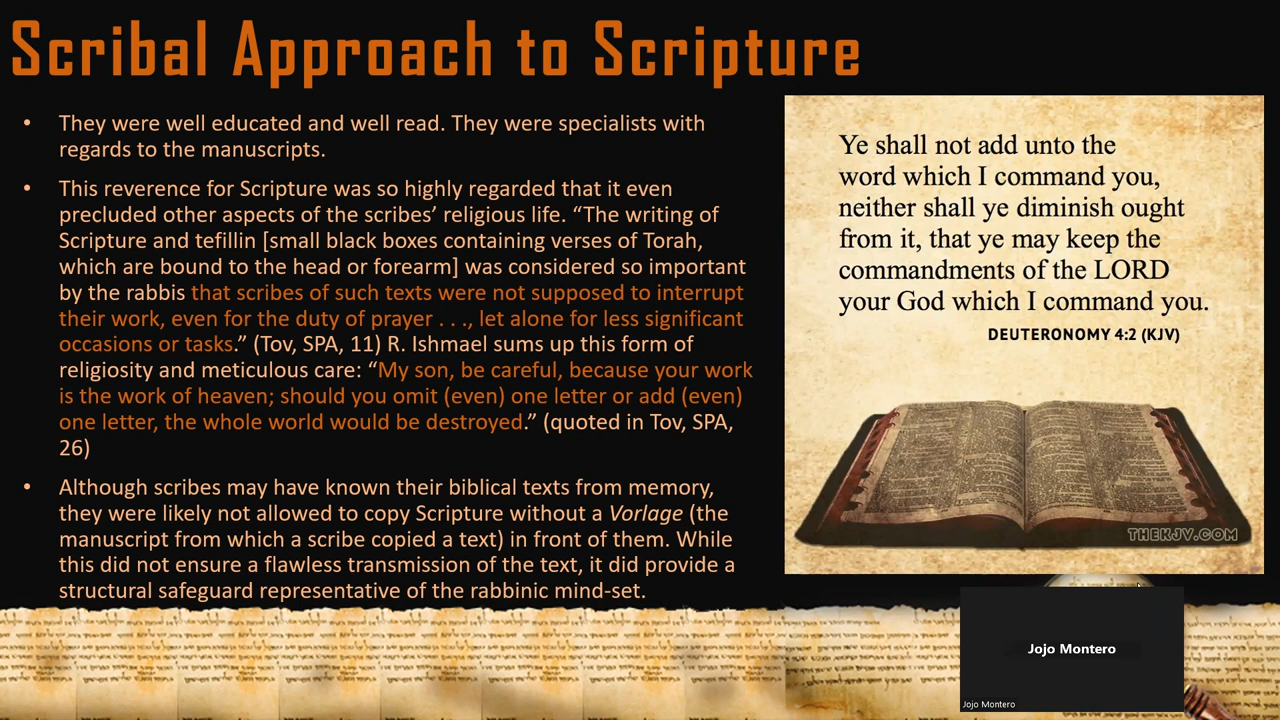 Scribal Approach to Scripture
• They were well educated and well read. They were specialists with
regards to the manuscripts.
• This reverence for Scripture was so highly regarded that it even
precluded other aspects of the scribes’ religious life. “The writing of
Scripture and tefillin [small black boxes containing verses of Torah,
which are bound to the head or forearm] was considered so important
by the rabbis that scribes of such texts were not supposed to interrupt
their work, even for the duty of prayer . . ., let alone for less significant
occasions or tasks.” (Tov, SPA, 11) R. Ishmael sums up this form of
religiosity and meticulous care: “My son, be careful, because your work
is the work of heaven; should you omit (even) one letter or add (even)
one letter, the whole world would be destroyed.” (quoted in Tov, SPA,
26)
• Although scribes may have known their biblical texts from memory,
they were likely not allowed to copy Scripture without a Vorlage (the
manuscript from which a scribe copied a text) in front of them. While
this did not ensure a flawless transmission of the text, it did provide a
structural safeguard representative of the rabbinic mind-set.
Ye shall not add unto the
word which I command you,
neither shall ye diminish ought
from it, that ye may keep the
commandments of the LORD
your God which I command you.
DEUTERONOMY 4:2 (KJV)
THEKJV.COM
Jojo Montero
Jojo Montero